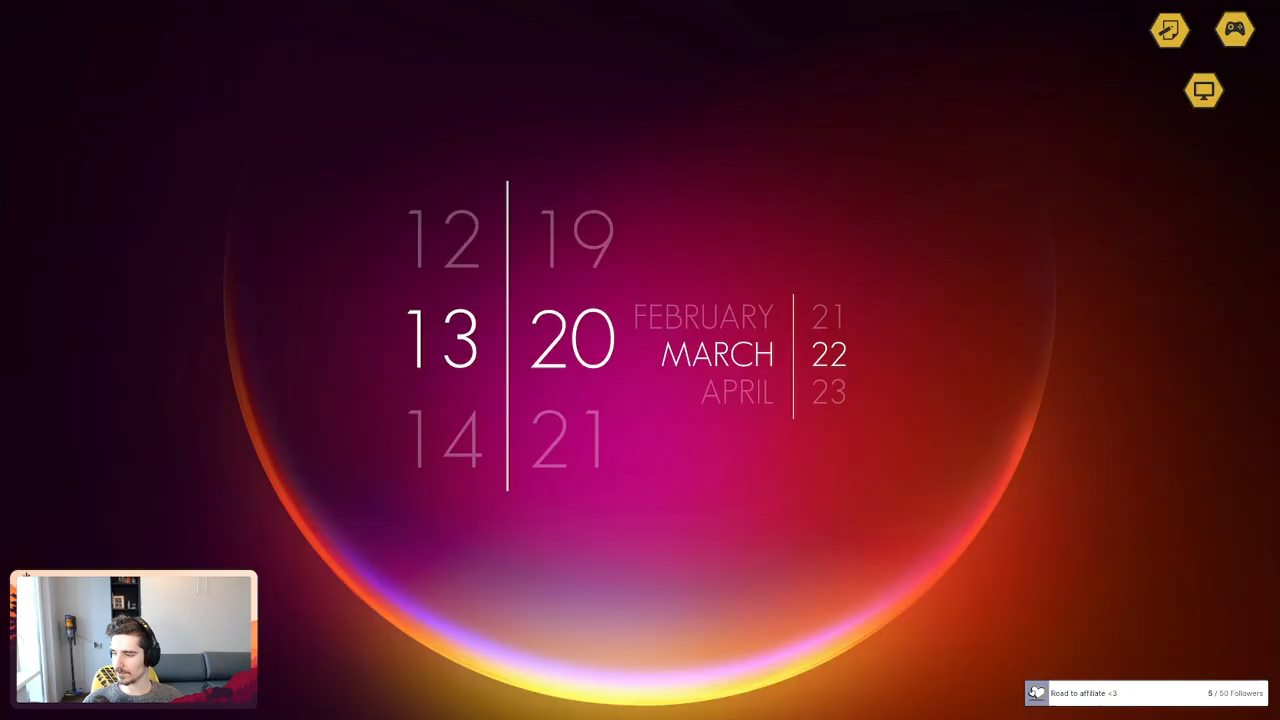 12 19
13 20
14 21
FEBRUARY 21
MARCH 22
APRIL 23
Road to affiliate <3 5 / 50 Followers